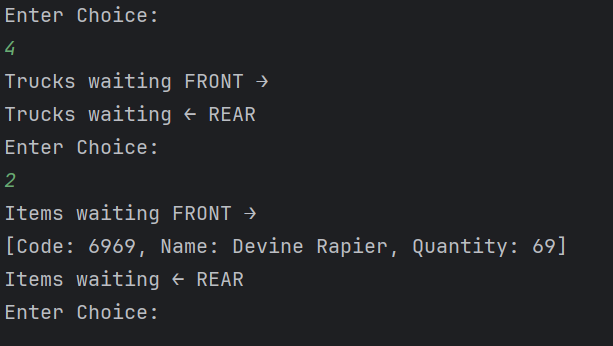 Enter Choice:
4
Trucks waiting FRONT →
Trucks waiting ← REAR
Enter Choice:
2
Items waiting FRONT →
[Code: 6969, Name: Devine Rapier, Quantity: 69]
Items waiting ← REAR
Enter Choice: